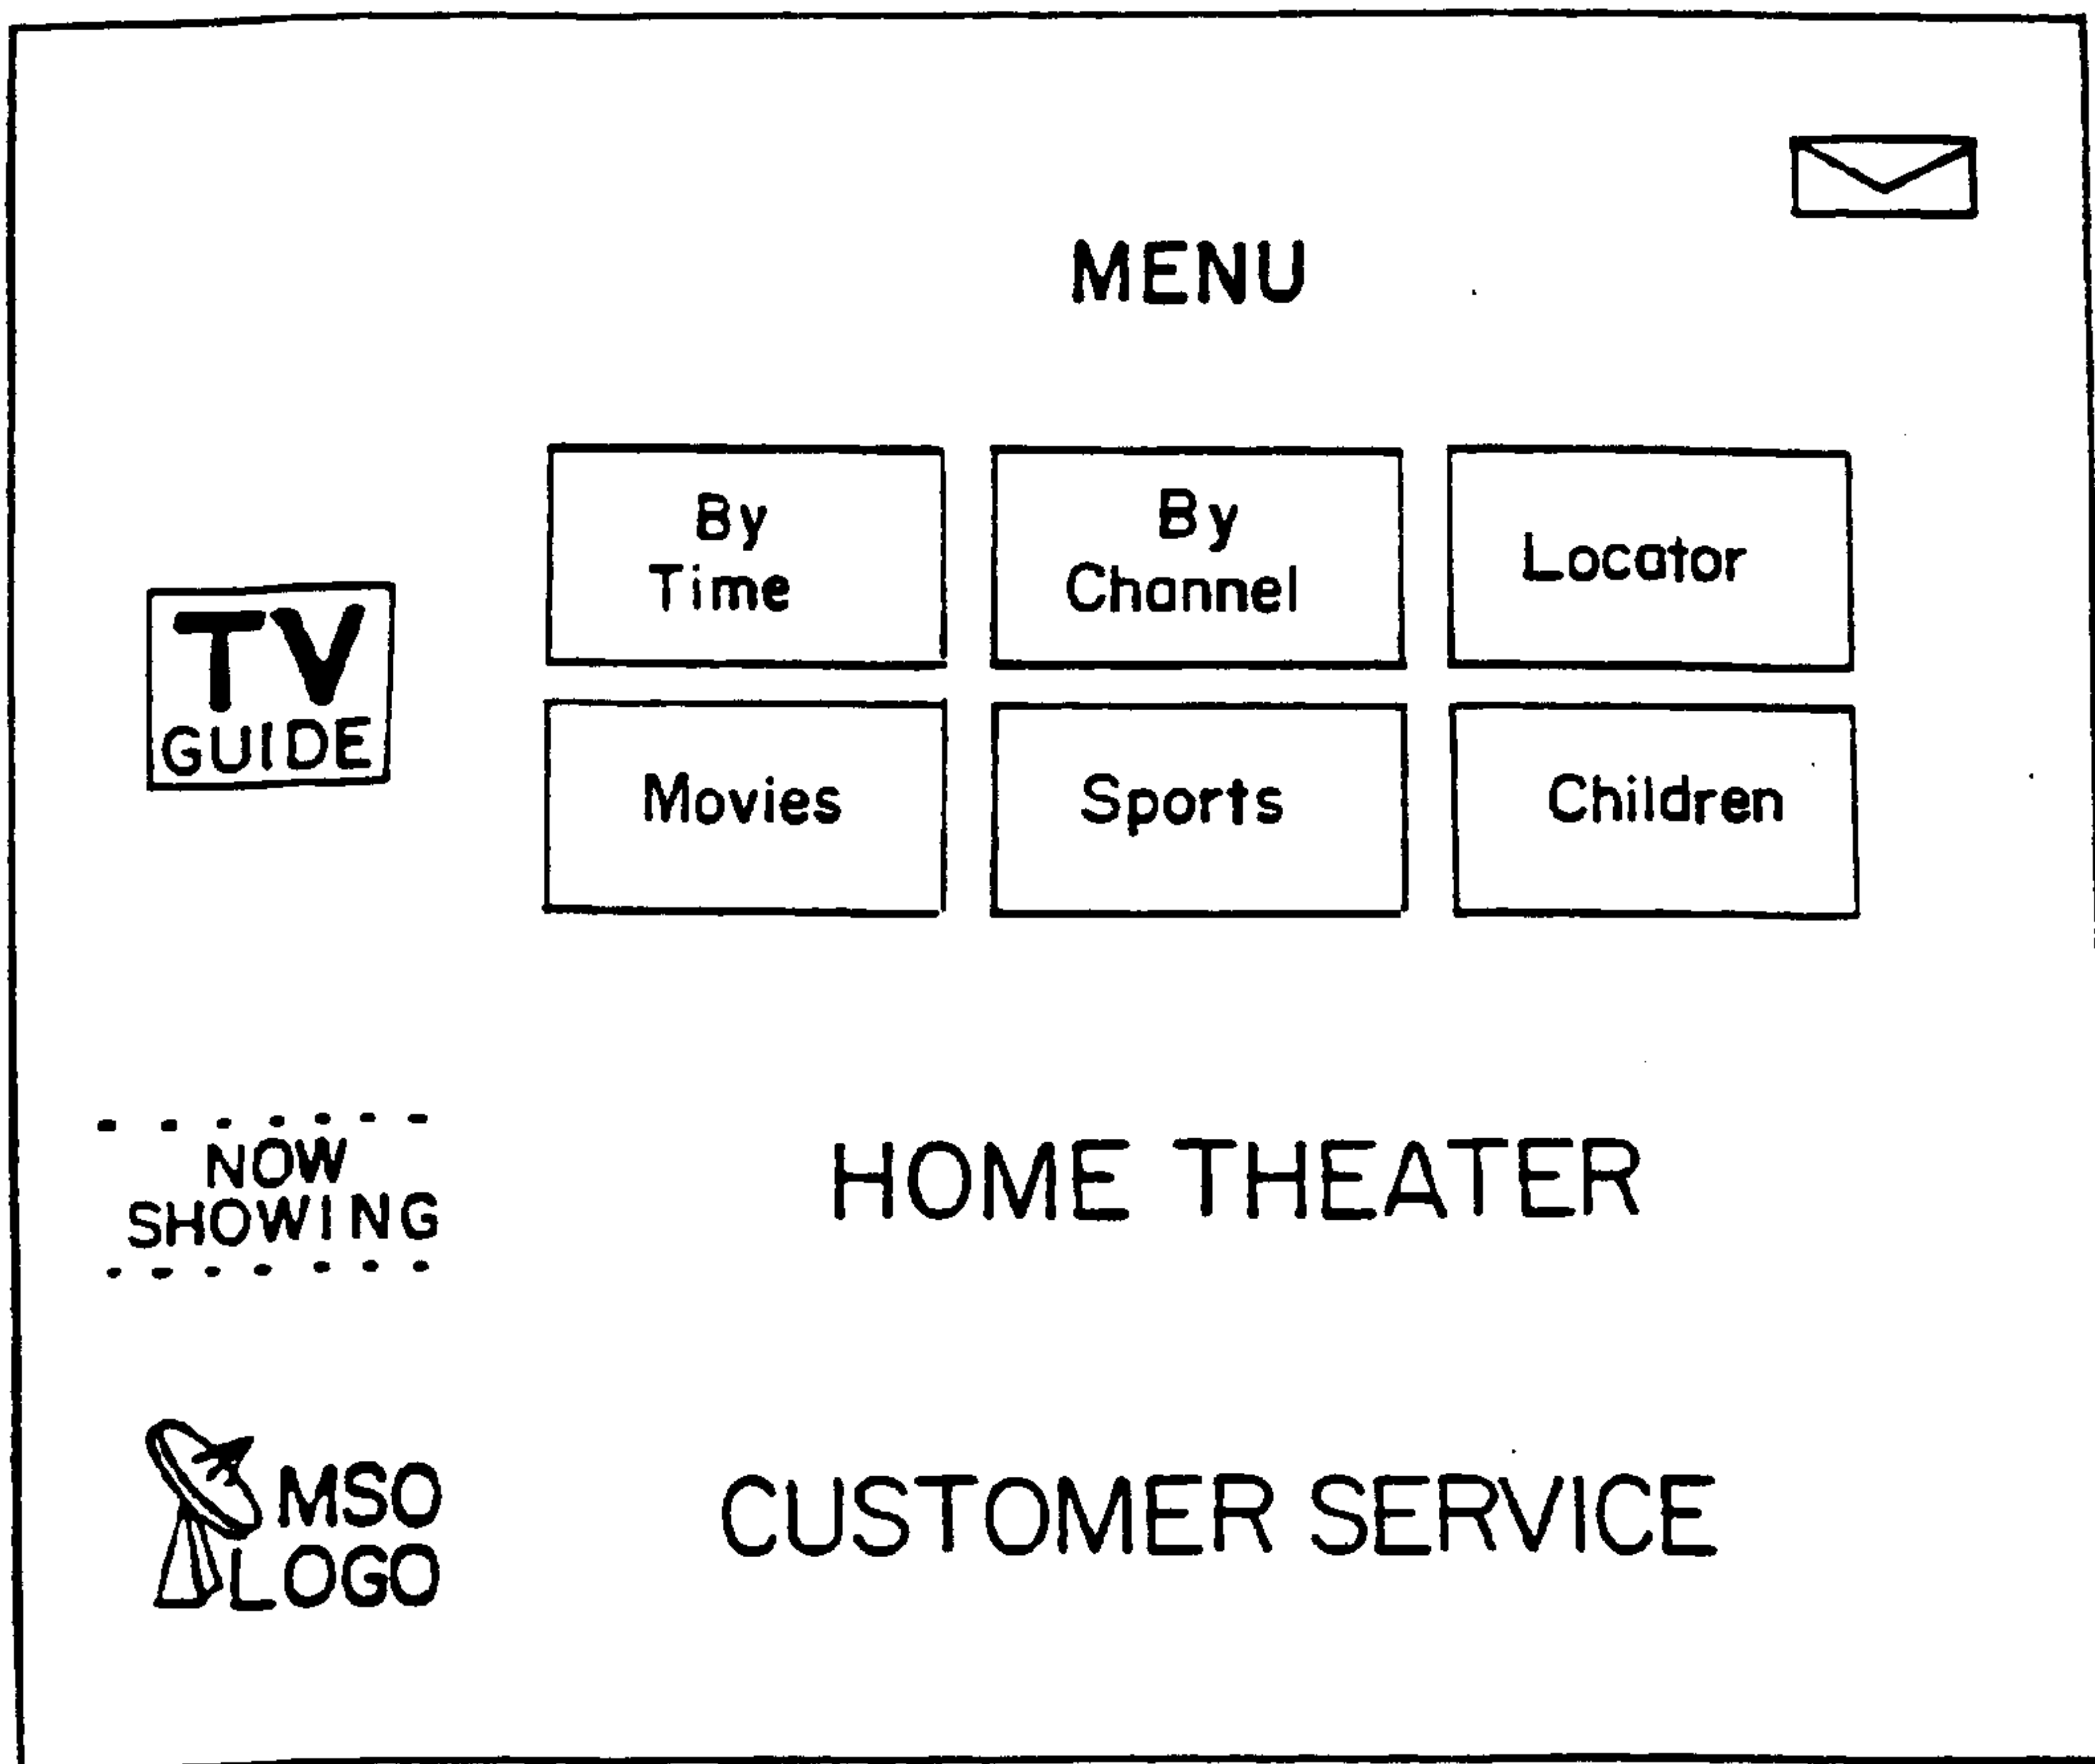 MENU
By
Time
By
Channel
Locator
TV
GUIDE
Movies
Sports
Children
NOW
SHOWING
HOME THEATER
MSO
LOGO
CUSTOMER SERVICE